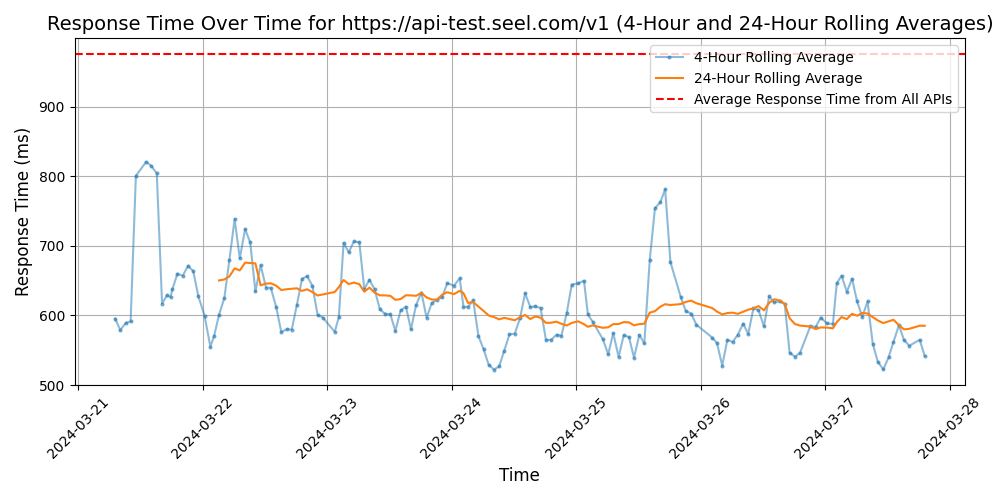 Response Time Over Time for https://api-test.seel.com/v1 (4-Hour and 24-Hour Rolling Averages)
4-Hour Rolling Average
24-Hour Rolling Average
Average Response Time from All APIs
Response Time (ms)
900
800
700
600
500
2024-03-21
2024-03-22
2024-03-23
2024-03-24
2024-03-25
2024-03-26
2024-03-27
2024-03-28
Time